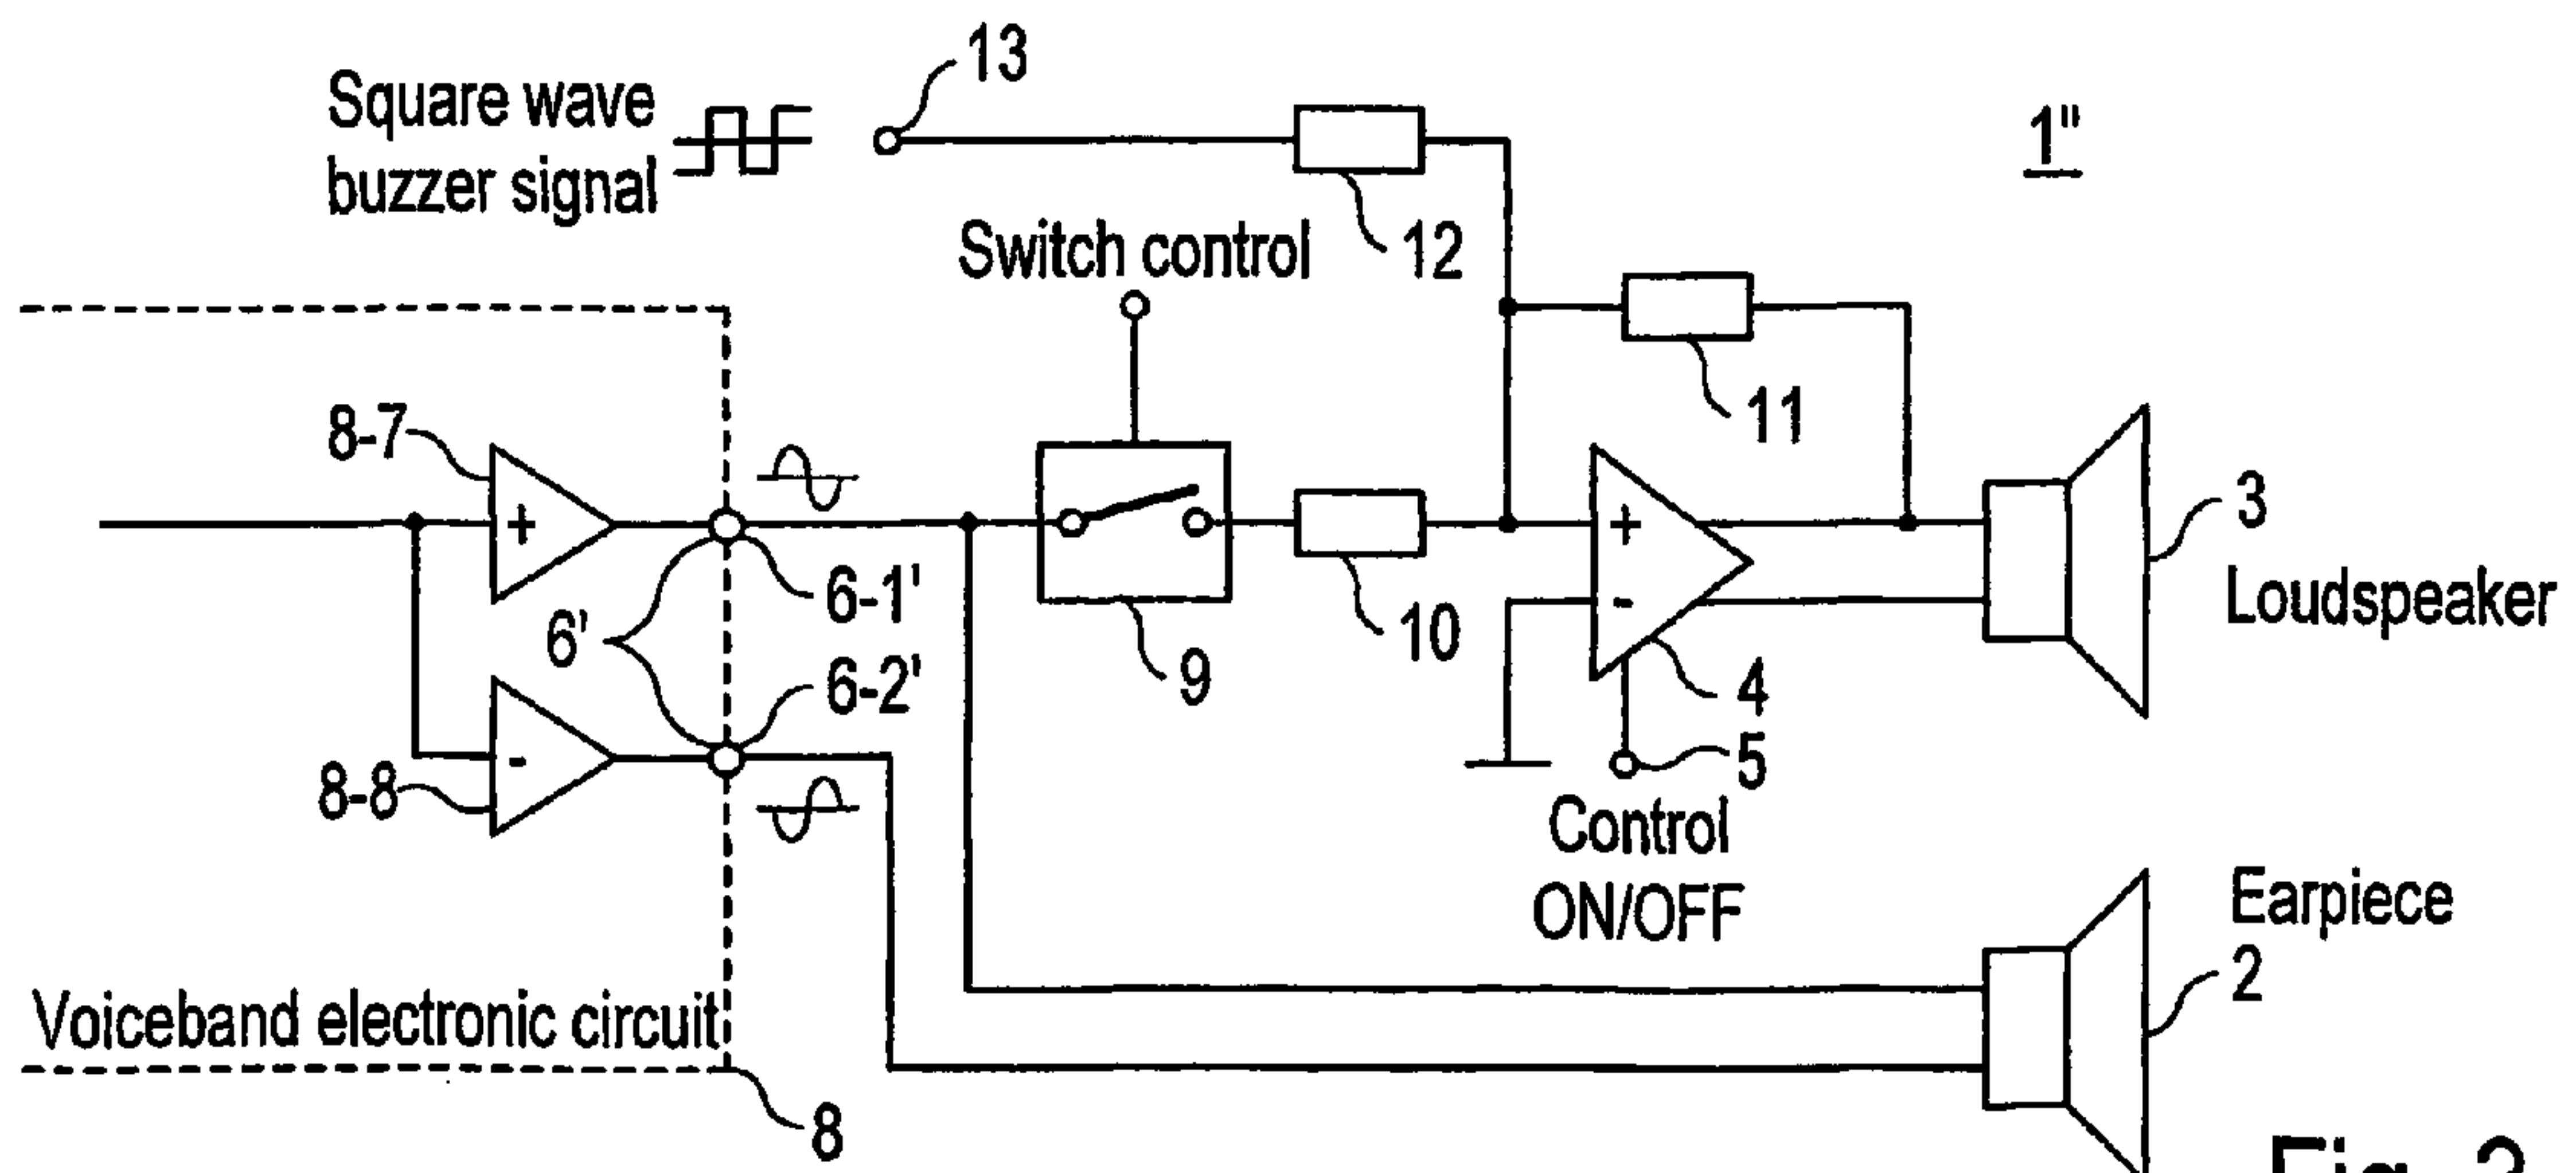 Square wave
buzzer signal
13
1"
12
Switch control
11
8-7
+
6-1'
6'
6-2'
9
10
+
-
4
3
Loudspeaker
5
Control
ON/OFF
8-8
-
Earpiece
2
Voiceband electronic circuit
8